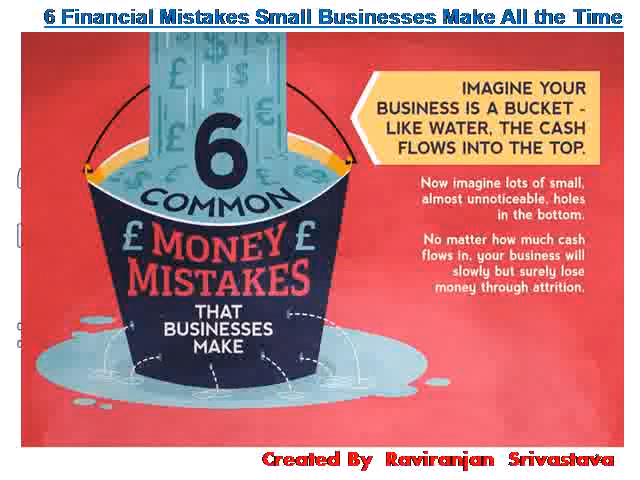 6 Financial Mistakes Small Businesses Make All the Time
6
COMMON
£ MONEY £
MISTAKES
THAT
BUSINESSES
MAKE
IMAGINE YOUR
BUSINESS IS A BUCKET -
LIKE WATER, THE CASH
FLOWS INTO THE TOP.
Now imagine lots of small,
almost unnoticeable, holes
in the bottom.
No matter how much cash
flows in, your business will
slowly but surely lose
money through attrition.
Created By Raviranjan Srivastava